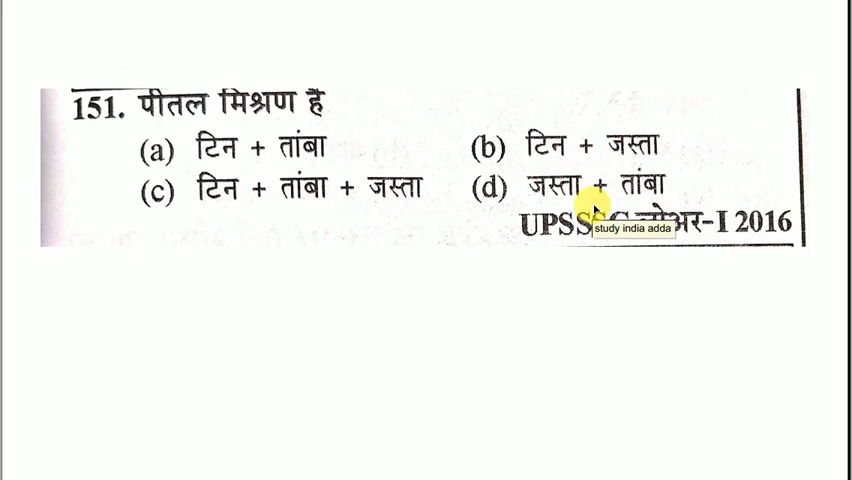 151. पीतल मिश्रण है
(a) टिन + तांबा (b) टिन + जस्ता
(c) टिन + तांबा + जस्ता (d) जस्ता + तांबा
2016
study india adda